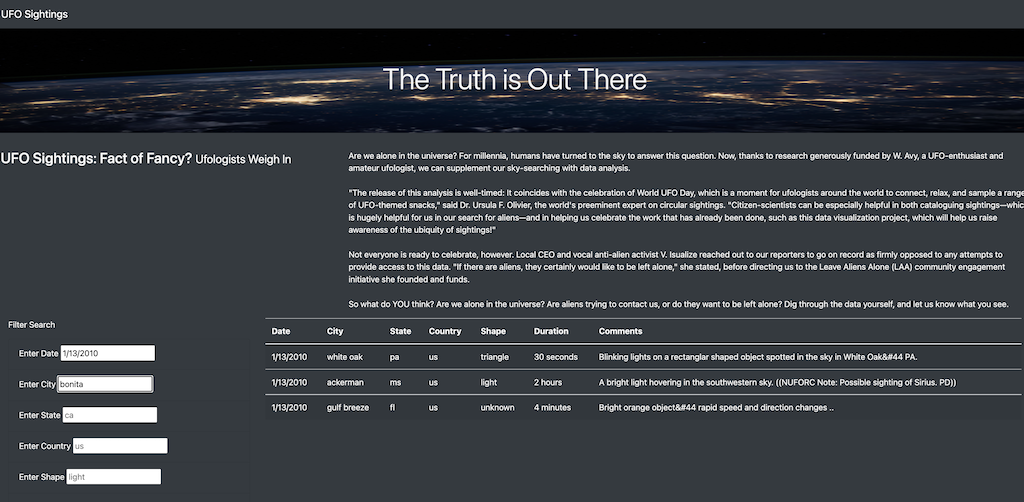 UFO Sightings
The Truth is Out There
UFO Sightings: Fact of Fancy? Ufologists Weigh In
Are we alone in the universe? For millennia, humans have turned to the sky to answer this question. Now, thanks to research generously funded by W. Avy, a UFO-enthusiast and
amateur ufologist, we can supplement our sky-searching with data analysis.
"The release of this analysis is well-timed: It coincides with the celebration of World UFO Day, which is a moment for ufologists around the world to connect, relax, and sample a range
of UFO-themed snacks," said Dr. Ursula F. Olivier, the world's preeminent expert on circular sightings. "Citizen-scientists can be especially helpful in both cataloguing sightings—whic
is hugely helpful for us in our search for aliens—and in helping us celebrate the work that has already been done, such as this data visualization project, which will help us raise
awareness of the ubiquity of sightings!"
Not everyone is ready to celebrate, however. Local CEO and vocal anti-alien activist V. Isualize reached out to our reporters to go on record as firmly opposed to any attempts to
provide access to this data. "If there are aliens, they certainly would like to be left alone," she stated, before directing us to the Leave Aliens Alone (LAA) community engagement
initiative she founded and funds.
So what do YOU think? Are we alone in the universe? Are aliens trying to contact us, or do they want to be left alone? Dig through the data yourself, and let us know what you see.
Filter Search
Enter Date 1/13/2010
Enter City bonita
Enter State ca
Enter Country us
Enter Shape light
Date City State Country Shape Duration Comments
1/13/2010 white oak pa us triangle 30 seconds Blinking lights on a rectanglar shaped object spotted in the sky in White Oak&#44 PA.
1/13/2010 ackerman ms us light 2 hours A bright light hovering in the southwestern sky. ((NUFORC Note: Possible sighting of Sirius. PD))
1/13/2010 gulf breeze fl us unknown 4 minutes Bright orange object&#44 rapid speed and direction changes ..